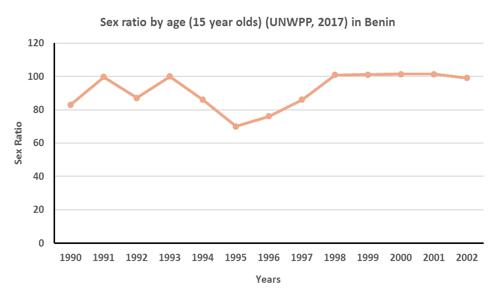 Sex ratio by age (15 year olds) (UNWPP, 2017) in Benin
120
100
80
60
40
20
0
Sex Ratio
1990 1991 1992 1993 1994 1995 1996 1997 1998 1999 2000 2001 2002
Years